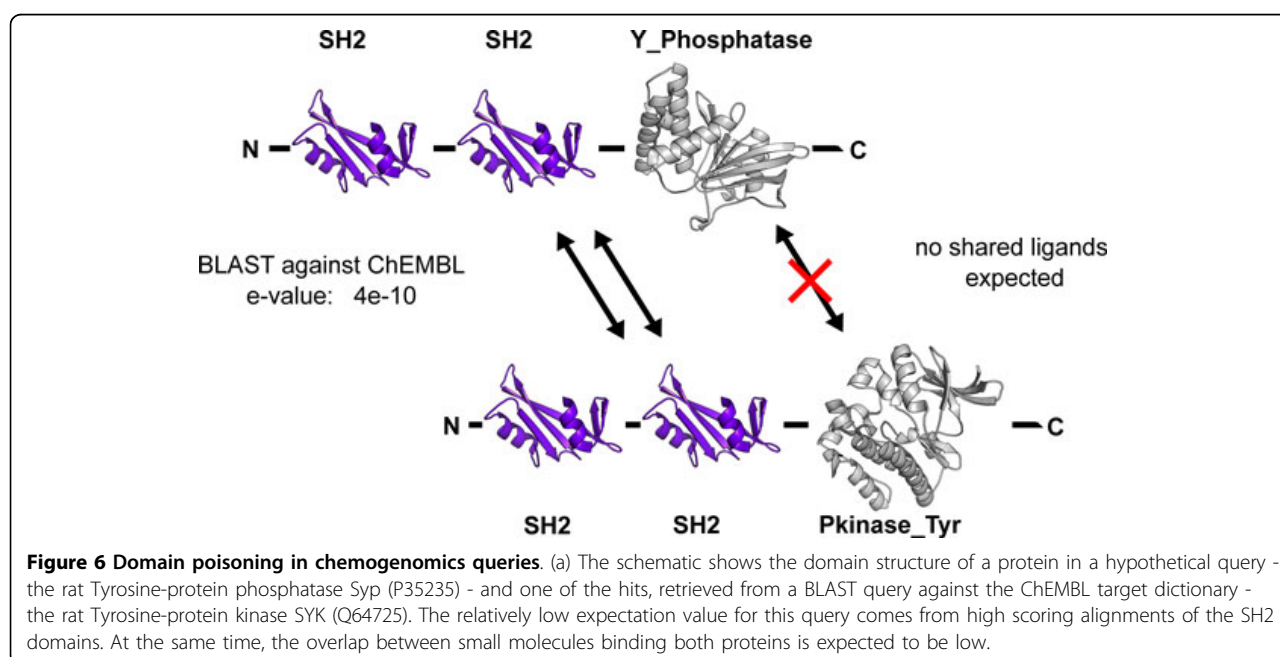 SH2 SH2 Y_Phosphatase
N C
BLAST against ChEMBL
e-value: 4e-10
no shared ligands
expected
N C
SH2 SH2 Pkinase_Tyr
Figure 6 Domain poisoning in chemogenomics queries. (a) The schematic shows the domain structure of a protein in a hypothetical query -
the rat Tyrosine-protein phosphatase Syp (P35235) - and one of the hits, retrieved from a BLAST query against the ChEMBL target dictionary -
the rat Tyrosine-protein kinase SYK (Q64725). The relatively low expectation value for this query comes from high scoring alignments of the SH2
domains. At the same time, the overlap between small molecules binding both proteins is expected to be low.